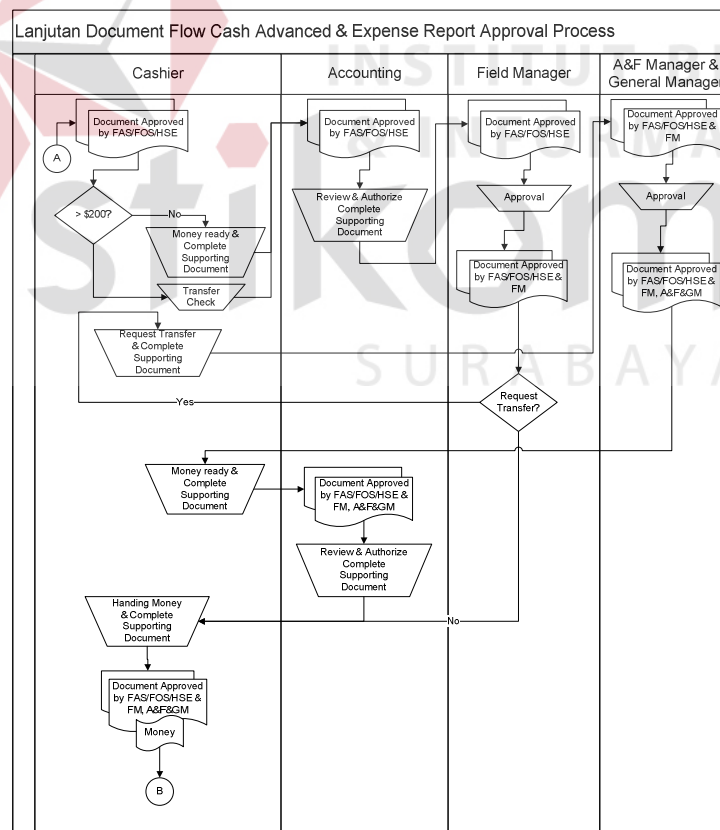 Lanjutan Document Flow Cash Advanced & Expense Report Approval Process
Cashier
Accounting
Field Manager
A&F Manager &
General Manager
INSTITUT B
& INFORMA
stikom
SURABAYA
A
Document Approved
by FAS/FOS/HSE
> $200?
No
Money ready &
Complete
Supporting
Document
Transfer
Check
Request Transfer
& Complete
Supporting
Document
Document Approved
by FAS/FOS/HSE
Review & Authorize
Complete
Supporting
Document
Document Approved
by FAS/FOS/HSE
Approval
Document Approved
by FAS/FOS/HSE &
FM
Document Approved
by FAS/FOS/HSE &
FM
Approval
Document Approved
by FAS/FOS/HSE &
FM, A&F&GM
Request
Transfer?
Yes
Money ready &
Complete
Supporting
Document
Document Approved
by FAS/FOS/HSE &
FM, A&F&GM
Review & Authorize
Complete
Supporting
Document
No
Handing Money
& Complete
Supporting
Document
Document Approved
by FAS/FOS/HSE &
FM, A&F&GM
Money
B